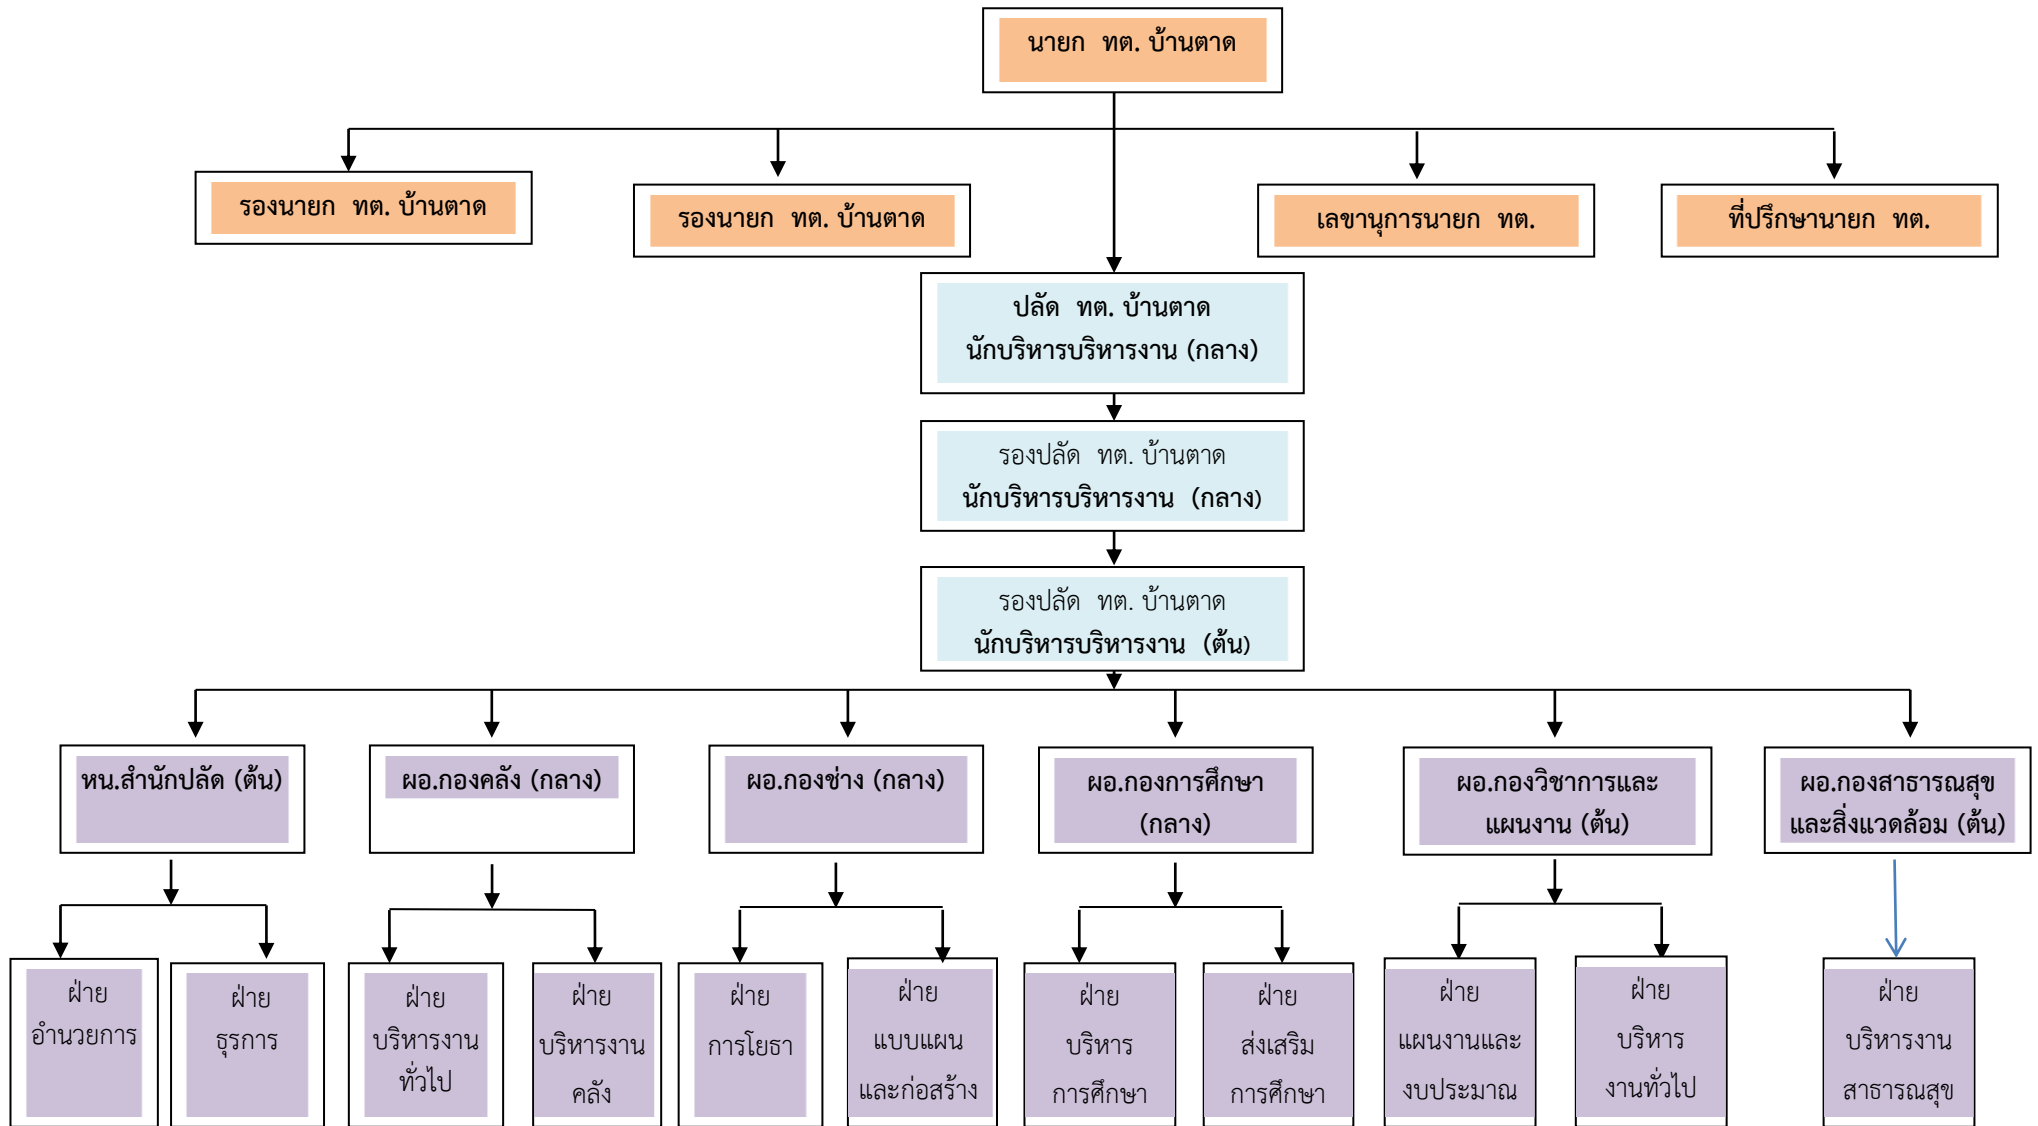 นายก ทต. บ้านตาด
รองนายก ทต. บ้านตาด
รองนายก ทต. บ้านตาด
เลขานุการนายก ทต.
ที่ปรึกษานายก ทต.
ปลัด ทต. บ้านตาด
นักบริหารบริหารงาน (กลาง)
รองปลัด ทต. บ้านตาด
นักบริหารบริหารงาน (กลาง)
รองปลัด ทต. บ้านตาด
นักบริหารบริหารงาน (ต้น)
หน.สำนักปลัด (ต้น)
ผอ.กองคลัง (กลาง)
ผอ.กองช่าง (กลาง)
ผอ.กองการศึกษา
(กลาง)
ผอ.กองวิชาการและ
แผนงาน (ต้น)
ผอ.กองสาธารณสุข
และสิ่งแวดล้อม (ต้น)
ฝ่าย
อำนวยการ
ฝ่าย
ธุรการ
ฝ่าย
บริหารงาน
ทั่วไป
ฝ่าย
บริหารงาน
คลัง
ฝ่าย
การโยธา
ฝ่าย
แบบแผน
และก่อสร้าง
ฝ่าย
บริหาร
การศึกษา
ฝ่าย
ส่งเสริม
การศึกษา
ฝ่าย
แผนงานและ
งบประมาณ
ฝ่าย
บริหาร
งานทั่วไป
ฝ่าย
บริหารงาน
สาธารณสุข